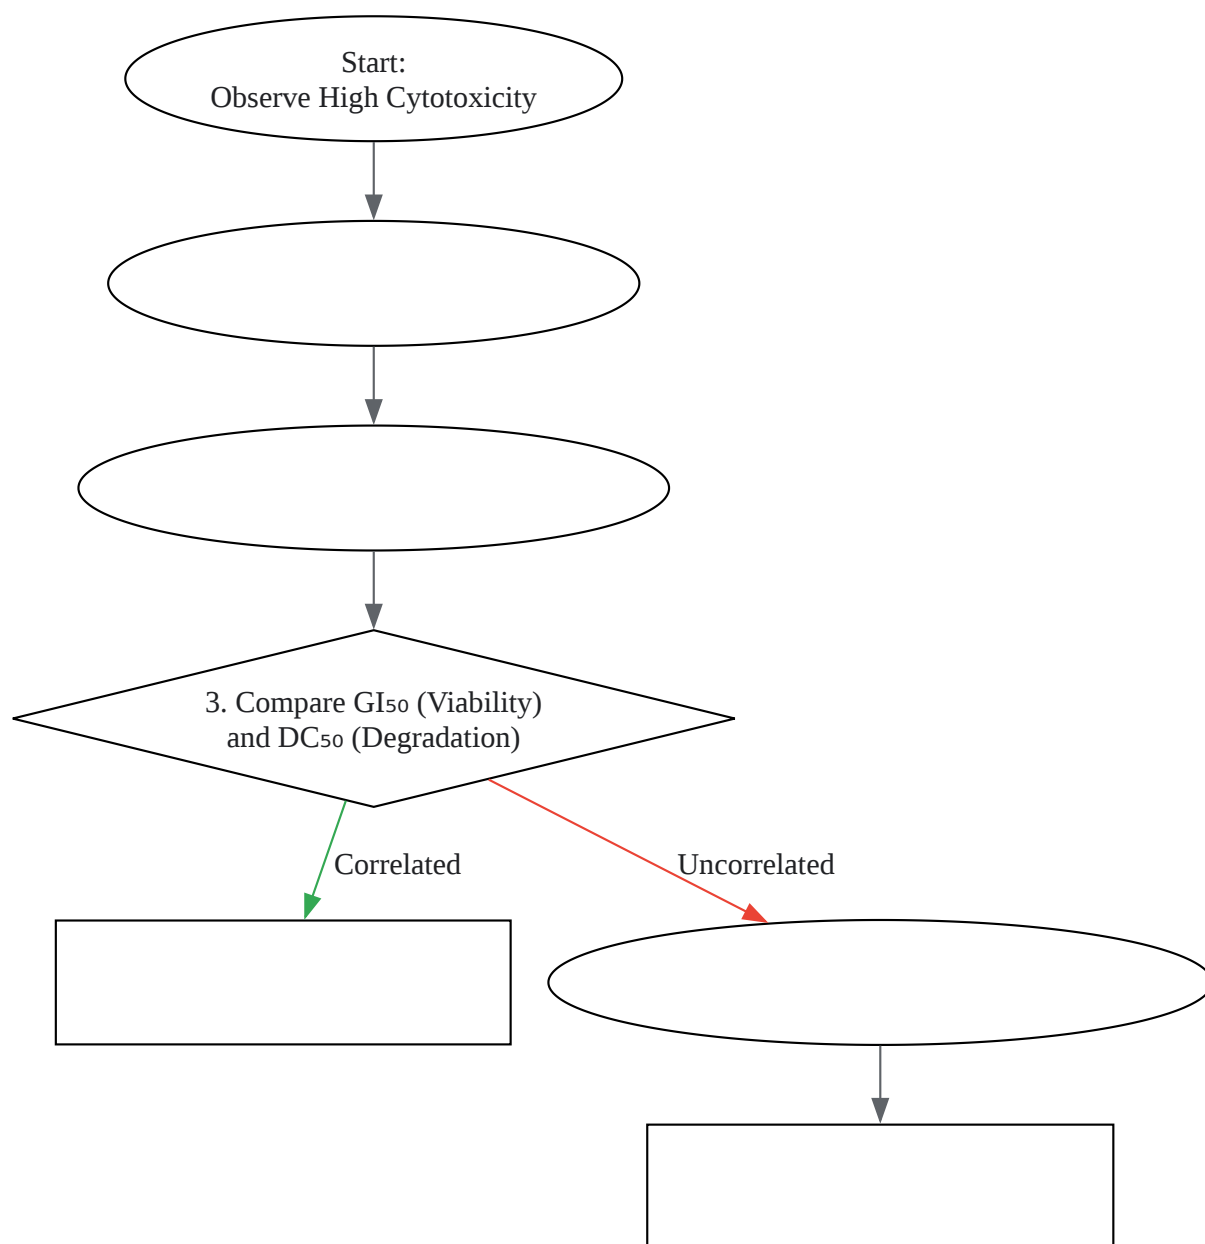 Start:
Observe High Cytotoxicity
3. Compare GI₅₀ (Viability)
and DC₅₀ (Degradation)
Correlated
Uncorrelated